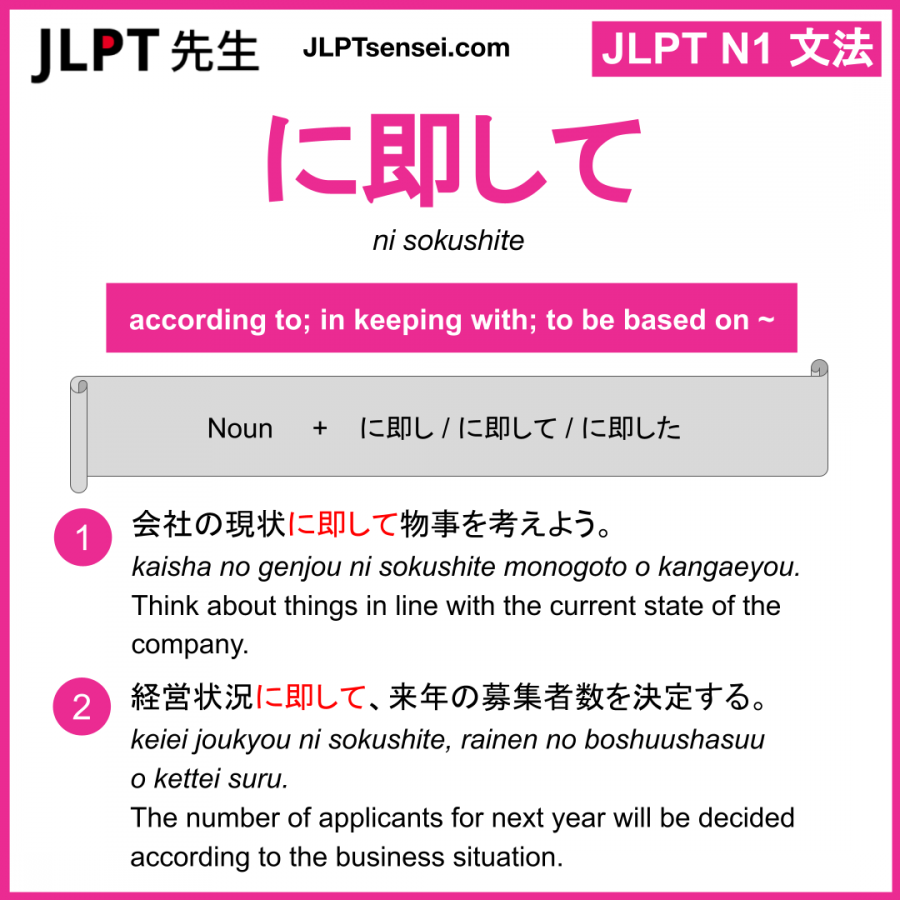 JLPT 先生
JLPTsensei.com
JLPT N1 文法
に即して
ni sokushite
according to; in keeping with; to be based on ~
Noun + に即し / に即して / に即した
1
会社の現状に即して物事を考えよう。
kaisha no genjou ni sokushite monogoto o kangaeyou.
Think about things in line with the current state of the
company.
2
経営状況に即して、来年の募集者数を決定する。
keiei joukyou ni sokushite, rainen no boshuushasuu
o kettei suru.
The number of applicants for next year will be decided
according to the business situation.